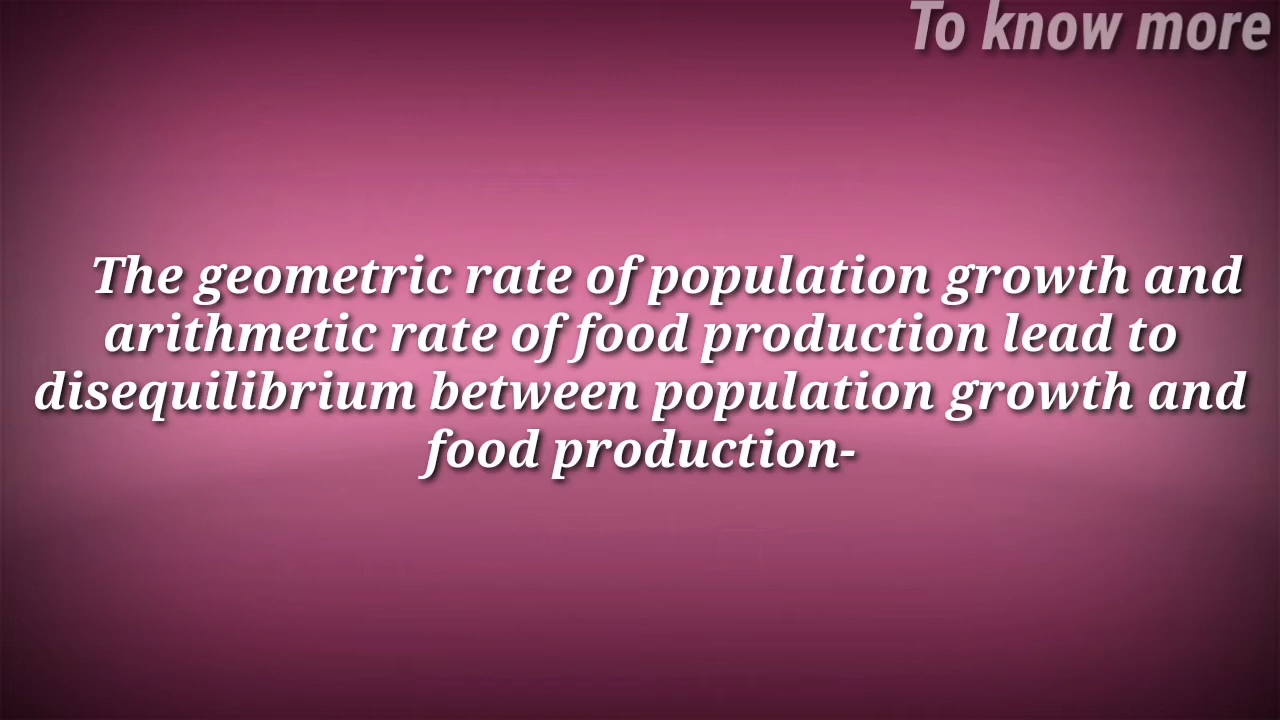 To know more
The geometric rate of population growth and
arithmetic rate of food production lead to
disequilibrium between population growth and
food production-